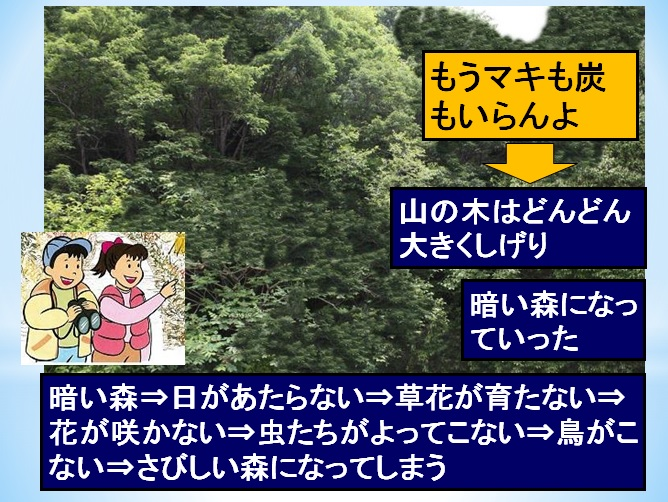 もうマキも炭
もいらんよ
山の木はどんどん
大きくしげり
暗い森になっ
ていった
暗い森⇒日があたらない⇒草花が育たない⇒
花が咲かない⇒虫たちがよってこない⇒鳥がこ
ない⇒さびしい森になってしまう